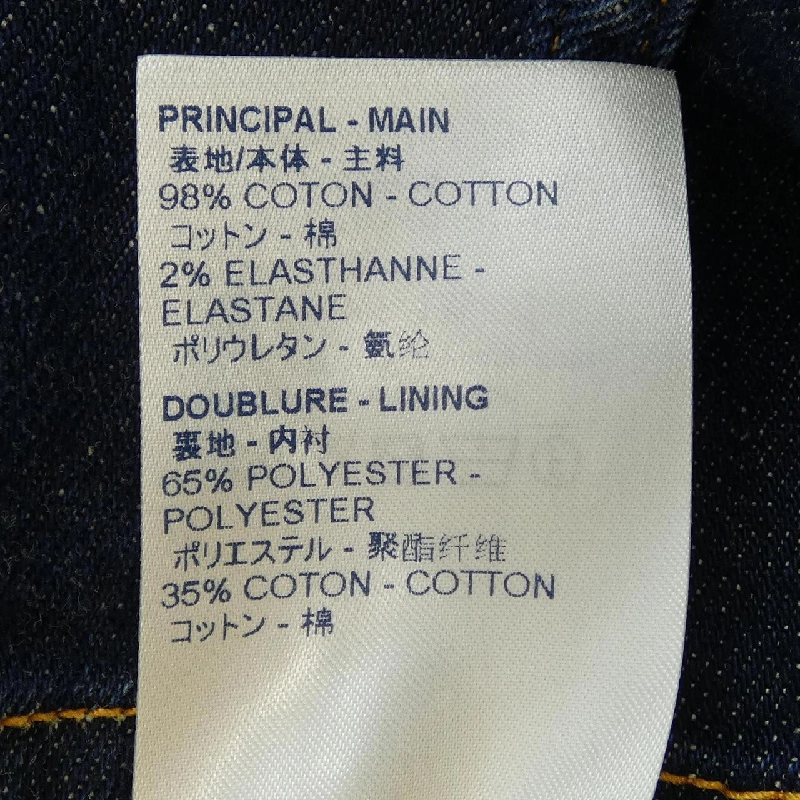 PRINCIPAL - MAIN
表地/本体 - 主料
98% COTON - COTTON
コットン - 棉
2% ELASTHANNE -
ELASTANE
ポリウレタン - 氨纶
DOUBLURE - LINING
裏地 - 内衬
65% POLYESTER -
POLYESTER
ポリエステル - 聚酯纤维
35% COTON - COTTON
コットン - 棉